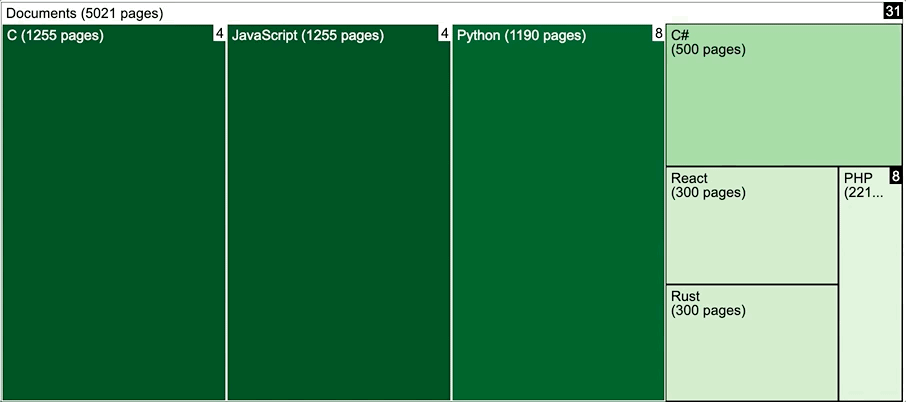 Documents (5021 pages) 31
C (1255 pages) 4
JavaScript (1255 pages) 4
Python (1190 pages) 8
C#
(500 pages)
React
(300 pages)
PHP 8
(221...
Rust
(300 pages)